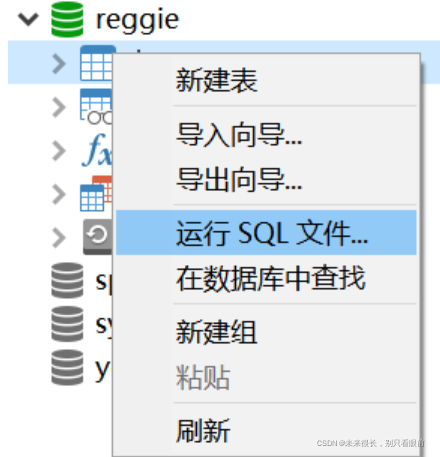 reggie
新建表
导入向导...
导出向导...
fx
运行 SQL 文件...
在数据库中查找
sy
新建组
y
粘贴
刷新
CSDN @未来很长，别只看眼前